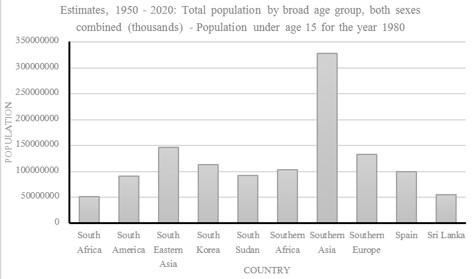 Estimates, 1950 - 2020: Total population by broad age group, both sexes
combined (thousands) - Population under age 15 for the year 1980
350000000
300000000
250000000
200000000
150000000
100000000
50000000
0
POPULATION
South Africa
South America
South Eastern Asia
South Korea
South Sudan
Southern Africa
Southern Asia
Southern Europe
Spain
Sri Lanka
COUNTRY